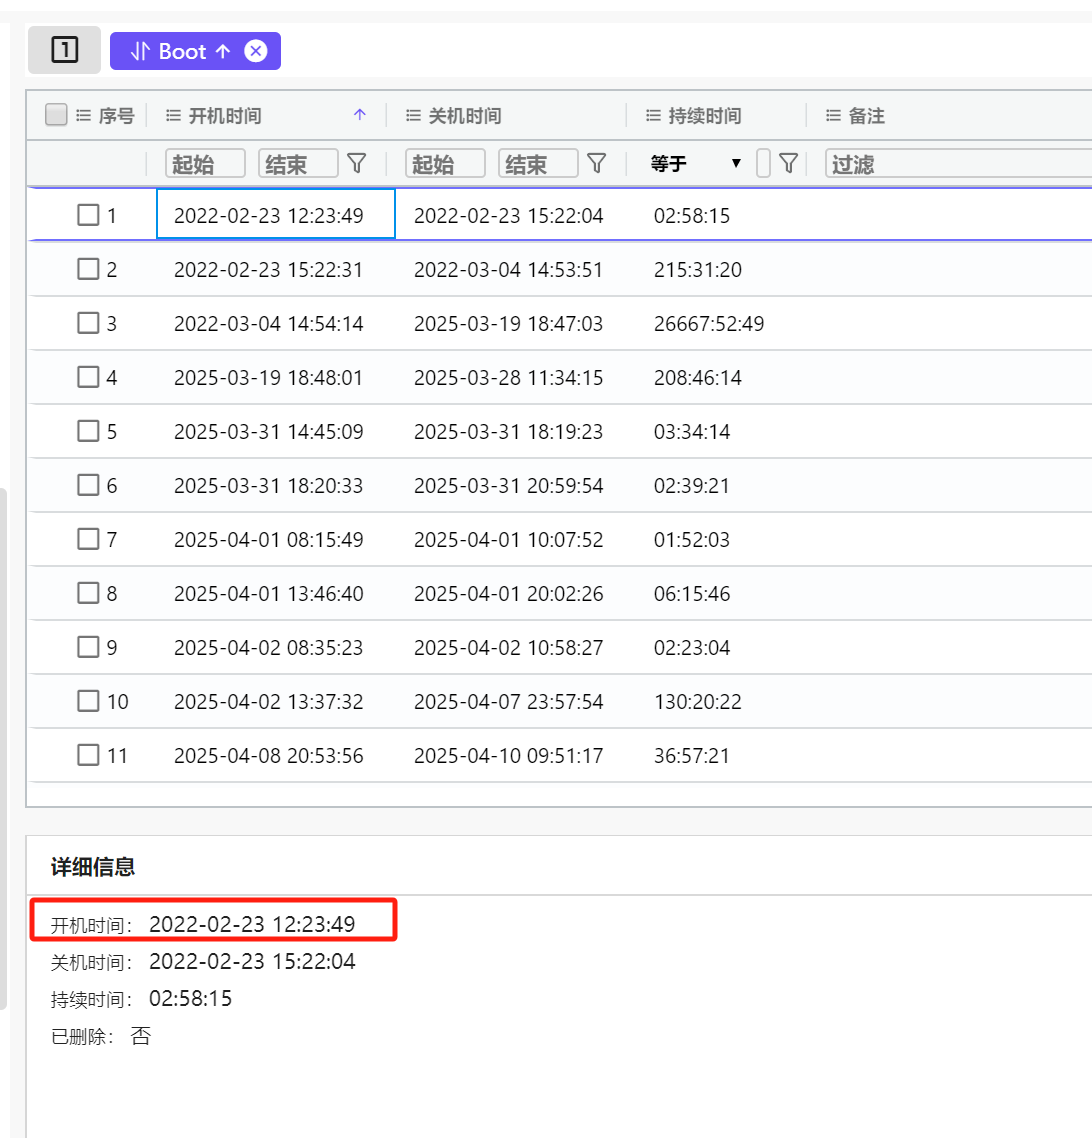 1 Boot
序号 开机时间 关机时间 持续时间 备注
起始 结束 起始 结束 等于 过滤
1 2022-02-23 12:23:49 2022-02-23 15:22:04 02:58:15
2 2022-02-23 15:22:31 2022-03-04 14:53:51 215:31:20
3 2022-03-04 14:54:14 2025-03-19 18:47:03 26667:52:49
4 2025-03-19 18:48:01 2025-03-28 11:34:15 208:46:14
5 2025-03-31 14:45:09 2025-03-31 18:19:23 03:34:14
6 2025-03-31 18:20:33 2025-03-31 20:59:54 02:39:21
7 2025-04-01 08:15:49 2025-04-01 10:07:52 01:52:03
8 2025-04-01 13:46:40 2025-04-01 20:02:26 06:15:46
9 2025-04-02 08:35:23 2025-04-02 10:58:27 02:23:04
10 2025-04-02 13:37:32 2025-04-07 23:57:54 130:20:22
11 2025-04-08 20:53:56 2025-04-10 09:51:17 36:57:21
详细信息
开机时间： 2022-02-23 12:23:49
关机时间： 2022-02-23 15:22:04
持续时间： 02:58:15
已删除： 否